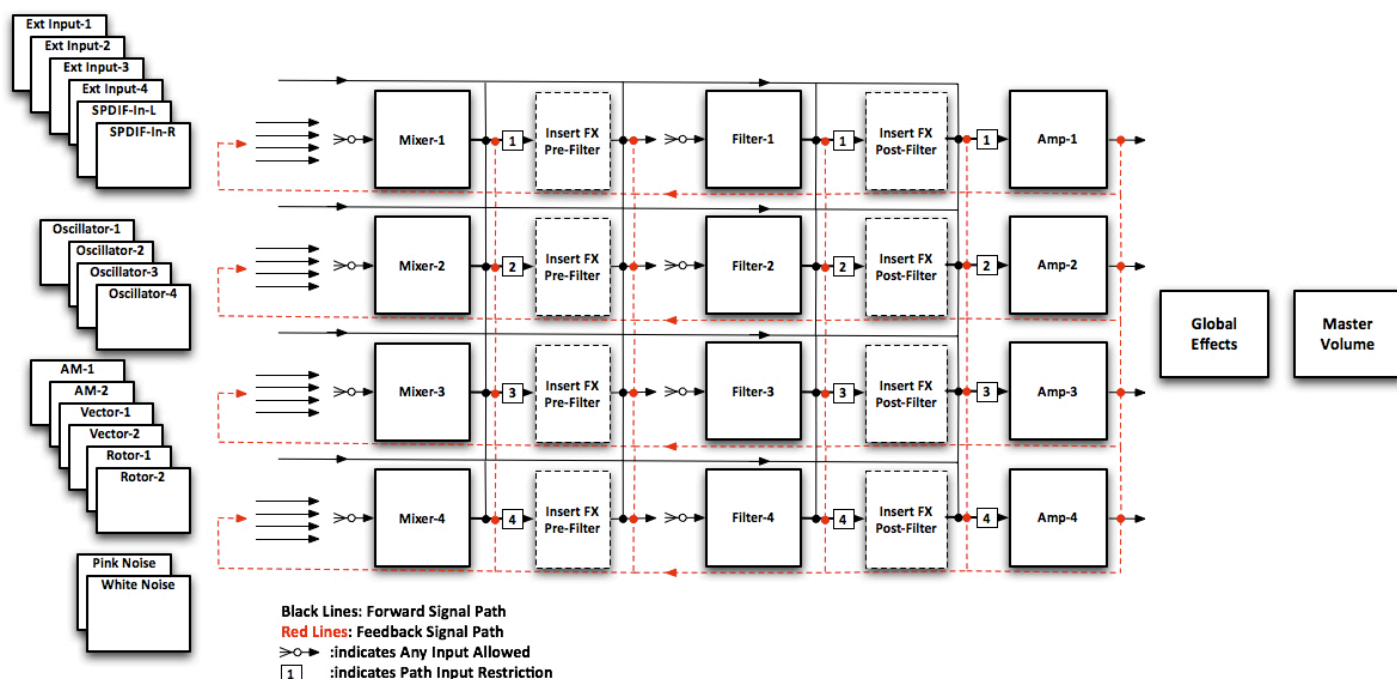 Ext Input-1
Ext Input-2
Ext Input-3
Ext Input-4
SPDIF-In-L
SPDIF-In-R
Mixer-1
1
Insert FX
Pre-Filter
Filter-1
1
Insert FX
Post-Filter
1
Amp-1
Oscillator-1
Oscillator-2
Oscillator-3
Oscillator-4
Mixer-2
2
Insert FX
Pre-Filter
Filter-2
2
Insert FX
Post-Filter
2
Amp-2
Global
Effects
Master
Volume
AM-1
AM-2
Vector-1
Vector-2
Rotor-1
Rotor-2
Mixer-3
3
Insert FX
Pre-Filter
Filter-3
3
Insert FX
Post-Filter
3
Amp-3
Mixer-4
4
Insert FX
Pre-Filter
Filter-4
4
Insert FX
Post-Filter
4
Amp-4
Pink Noise
White Noise
Black Lines: Forward Signal Path
Red Lines: Feedback Signal Path
:indicates Any Input Allowed
1 :indicates Path Input Restriction